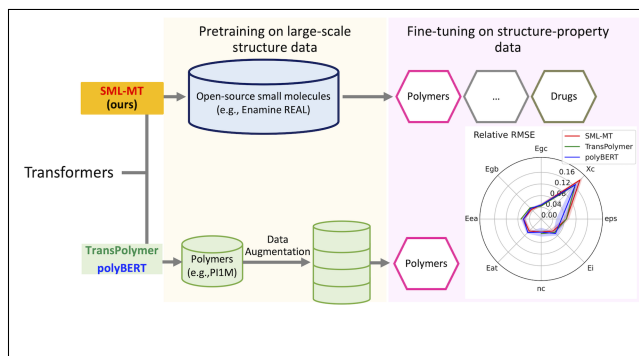 Pretraining on large-scale
structure data
Fine-tuning on structure-property
data
SML-MT
(ours)
Open-source small molecules
(e.g., Enamine REAL)
Polymers
...
Drugs
Transformers
Relative RMSE
SML-MT
TransPolymer
polyBERT
Egc
Egb
Xc
0.16
0.12
0.08
0.04
0.00
Eea
eps
Eat
Ei
nc
TransPolymer
polyBERT
Polymers
(e.g.,PI1M)
Data
Augmentation
Polymers